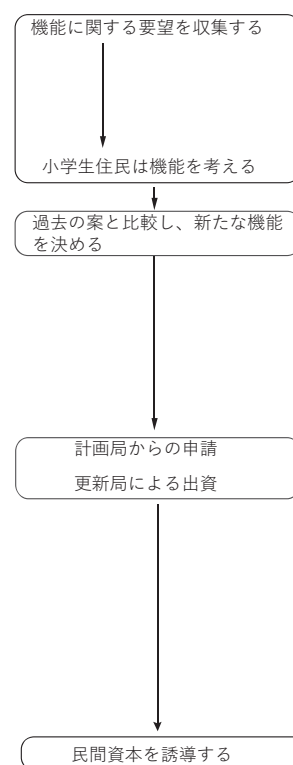 機能に関する要望を収集する
小学生住民は機能を考える
過去の案と比較し、新たな機能
を決める
計画局からの申請
更新局による出資
民間資本を誘導する